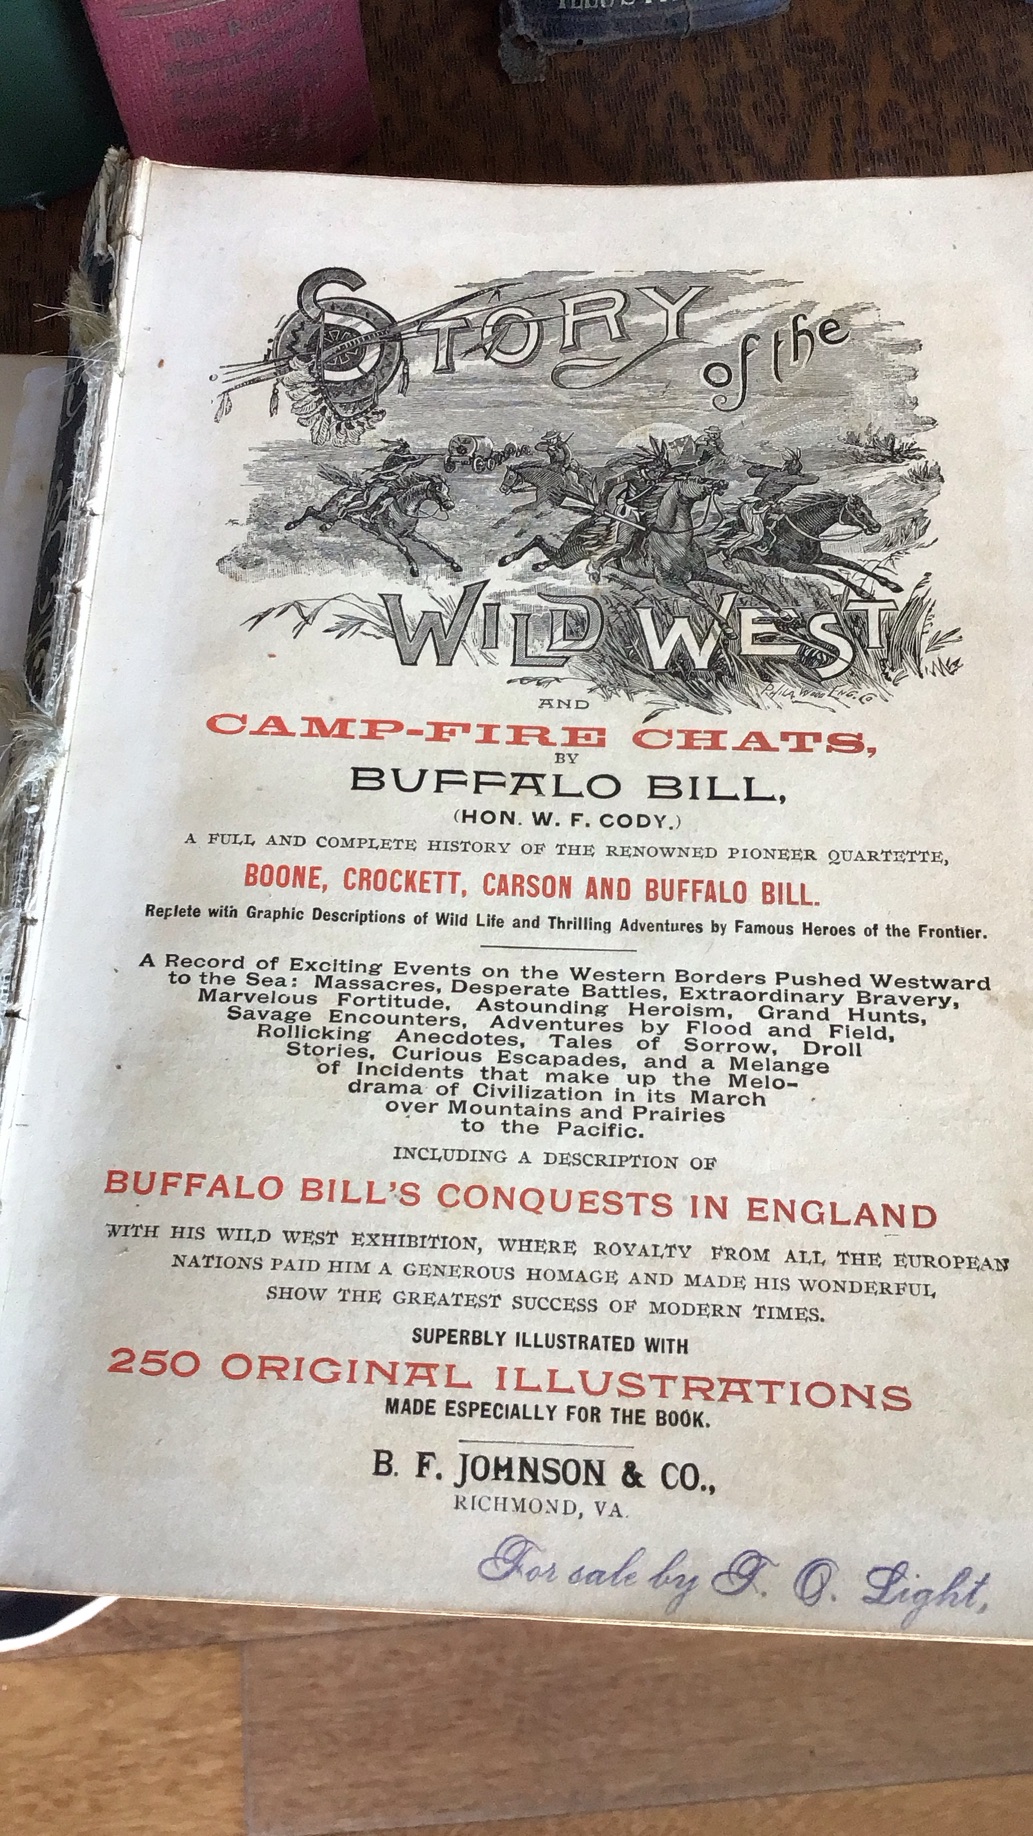 STORY of the
WILD WEST
AND
CAMP-FIRE CHATS,
BY
BUFFALO BILL,
(HON. W. F. CODY.)
A FULL AND COMPLETE HISTORY OF THE RENOWNED PIONEER QUARTETTE,
BOONE, CROCKETT, CARSON AND BUFFALO BILL.
Replete with Graphic Descriptions of Wild Life and Thrilling Adventures by Famous Heroes of the Frontier.
A Record of Exciting Events on the Western Borders Pushed Westward
to the Sea: Massacres, Desperate Battles, Extraordinary Bravery,
Marvelous Fortitude, Astounding Heroism, Grand Hunts,
Savage Encounters, Adventures by Flood and Field,
Rollicking Anecdotes, Tales of Sorrow, Droll
Stories, Curious Escapades, and a Melange
of Incidents that make up the Melo-
drama of Civilization in its March
over Mountains and Prairies
to the Pacific.
INCLUDING A DESCRIPTION OF
BUFFALO BILL'S CONQUESTS IN ENGLAND
WITH HIS WILD WEST EXHIBITION, WHERE ROYALTY FROM ALL THE EUROPEAN
NATIONS PAID HIM A GENEROUS HOMAGE AND MADE HIS WONDERFUL
SHOW THE GREATEST SUCCESS OF MODERN TIMES.
SUPERBLY ILLUSTRATED WITH
250 ORIGINAL ILLUSTRATIONS
MADE ESPECIALLY FOR THE BOOK.
B. F. JOHNSON & CO.,
RICHMOND, VA.
For sale by F. O. Light,